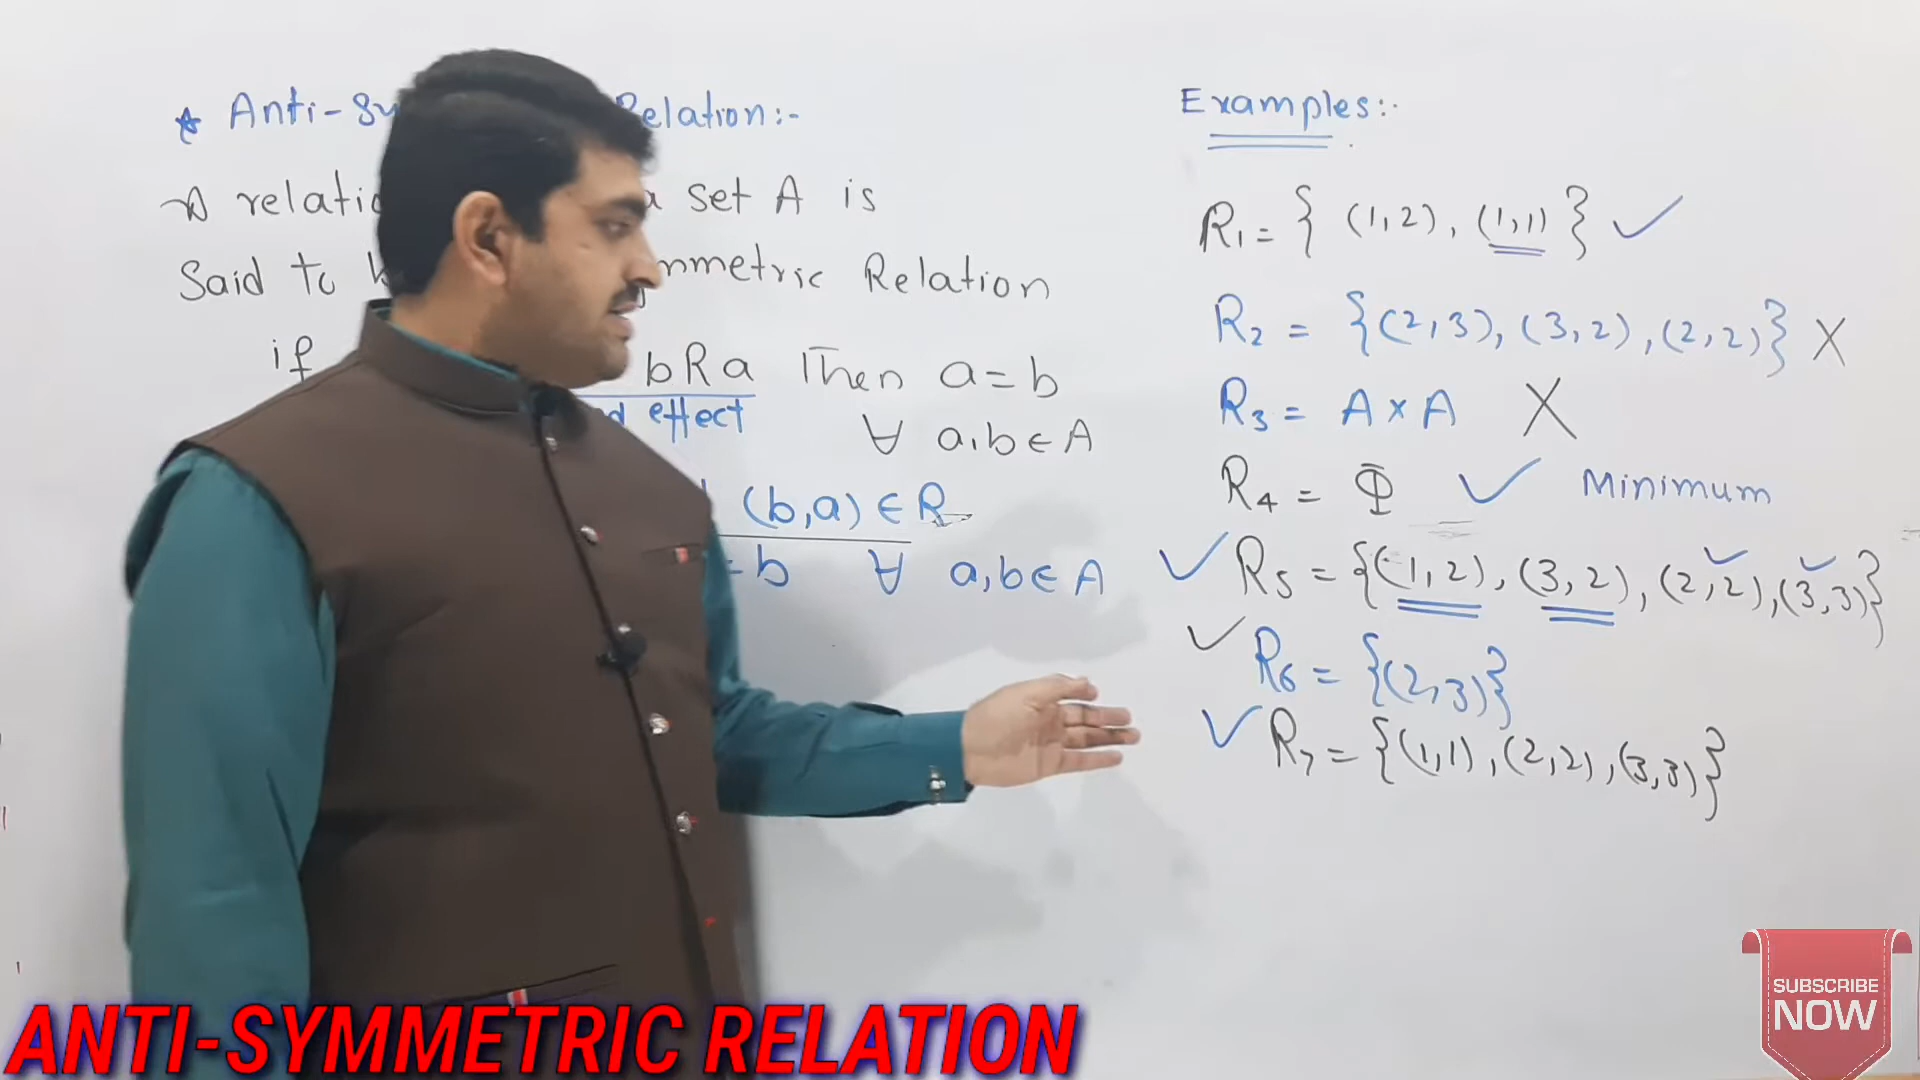 * Anti-Sy Relation:-
A relatio a set A is
Said to mmetric Relation
if bRa Then a=b
d effect
∀ a,b ∈ A
(b,a) ∈ R
=b ∀ a,b ∈ A
Examples:-
R₁ = { (1,2), (1,1) } ✓
R₂ = {(2,3), (3,2), (2,2)} X
R₃ = A × A X
R₄ = Φ ✓ Minimum
✓ R₅ = {(1,2), (3,2), (2,2), (3,3)}
✓ R₆ = {(2,3)}
✓ R₇ = {(1,1), (2,2), (3,3)}
ANTI-SYMMETRIC RELATION
SUBSCRIBE
NOW